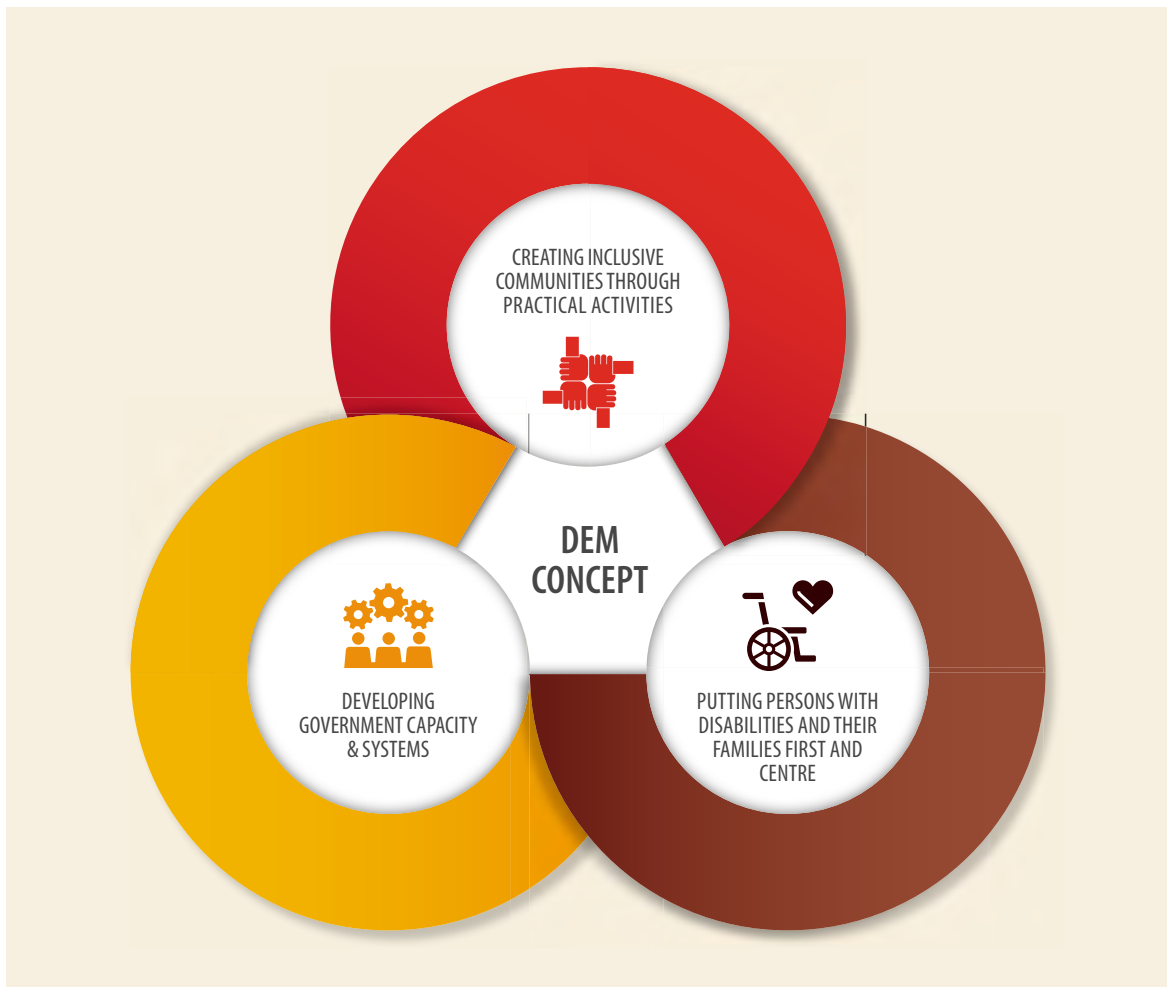 CREATING INCLUSIVE
COMMUNITIES THROUGH
PRACTICAL ACTIVITIES
DEM
CONCEPT
DEVELOPING
GOVERNMENT CAPACITY
& SYSTEMS
PUTTING PERSONS WITH
DISABILITIES AND THEIR
FAMILIES FIRST AND
CENTRE